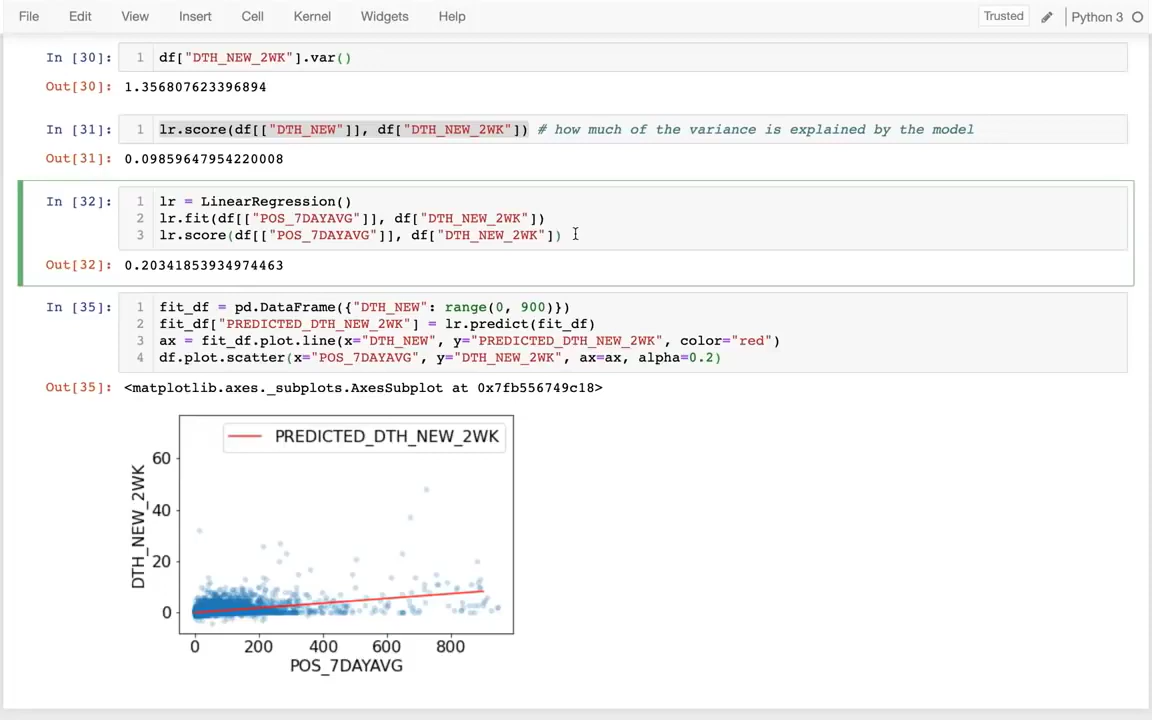 File Edit View Insert Cell Kernel Widgets Help Trusted Python 3
In [30]: 1 df["DTH_NEW_2WK"].var()
Out[30]: 1.356807623396894
In [31]: 1 lr.score(df[["DTH_NEW"]], df["DTH_NEW_2WK"]) # how much of the variance is explained by the model
Out[31]: 0.09859647954220008
In [32]: 1 lr = LinearRegression()
2 lr.fit(df[["POS_7DAYAVG"]], df["DTH_NEW_2WK"])
3 lr.score(df[["POS_7DAYAVG"]], df["DTH_NEW_2WK"])
Out[32]: 0.20341853934974463
In [35]: 1 fit_df = pd.DataFrame({"DTH_NEW": range(0, 900)})
2 fit_df["PREDICTED_DTH_NEW_2WK"] = lr.predict(fit_df)
3 ax = fit_df.plot.line(x="DTH_NEW", y="PREDICTED_DTH_NEW_2WK", color="red")
4 df.plot.scatter(x="POS_7DAYAVG", y="DTH_NEW_2WK", ax=ax, alpha=0.2)
Out[35]: <matplotlib.axes._subplots.AxesSubplot at 0x7fb556749c18>
PREDICTED_DTH_NEW_2WK
DTH_NEW_2WK
60
40
20
0
0 200 400 600 800
POS_7DAYAVG